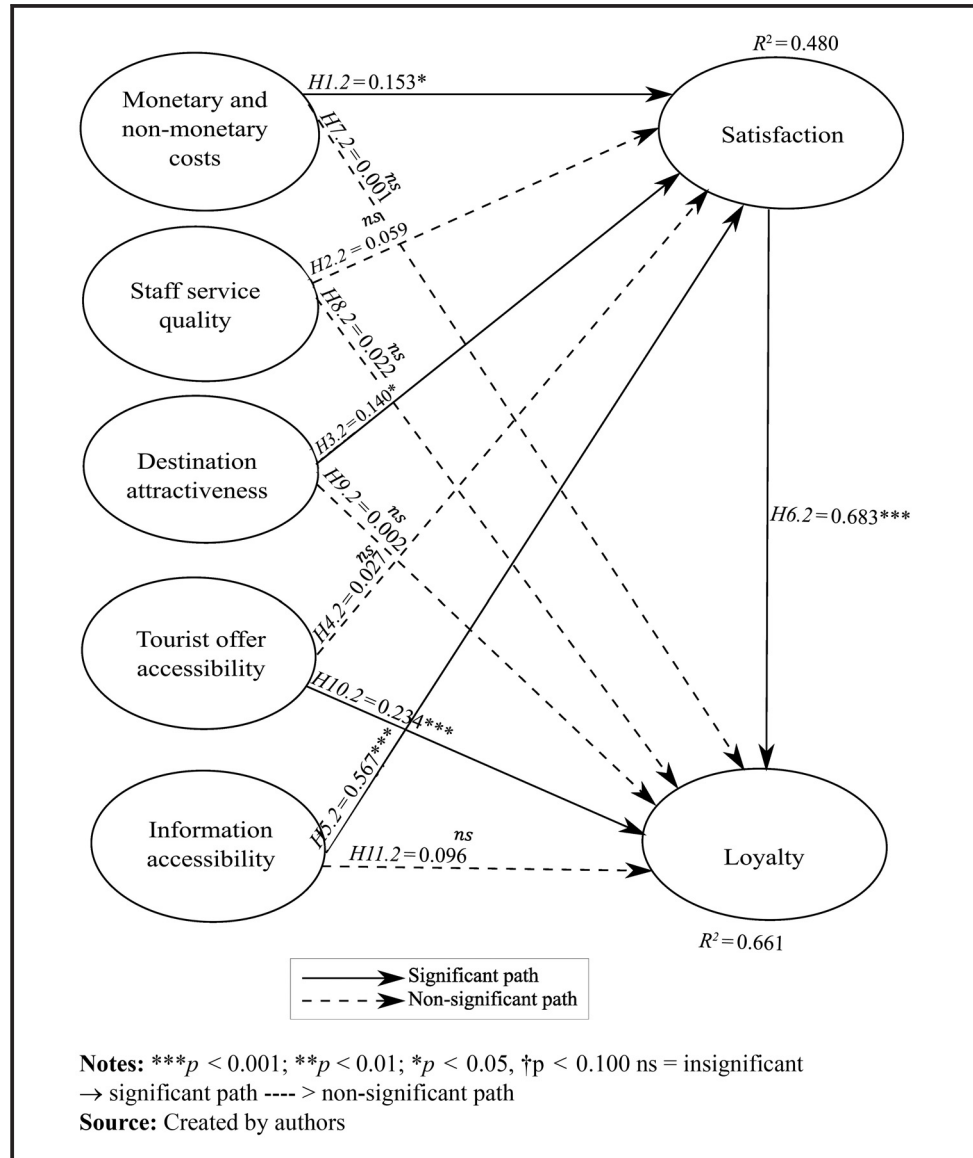 R² = 0.480
H1.2 = 0.153*
Monetary and
non-monetary
costs
Satisfaction
H7.2 = 0.001 ns
H2.2 = 0.059 ns
Staff service
quality
H8.2 = 0.022 ns
H3.2 = 0.140*
Destination
attractiveness
H9.2 = 0.002 ns
H6.2 = 0.683***
H4.2 = 0.027 ns
Tourist offer
accessibility
H10.2 = 0.234***
H5.2 = 0.567***
Information
accessibility
H11.2 = 0.096 ns
Loyalty
R² = 0.661
Significant path
Non-significant path
Notes: ***p < 0.001; **p < 0.01; *p < 0.05, †p < 0.100 ns = insignificant
→ significant path ---- > non-significant path
Source: Created by authors